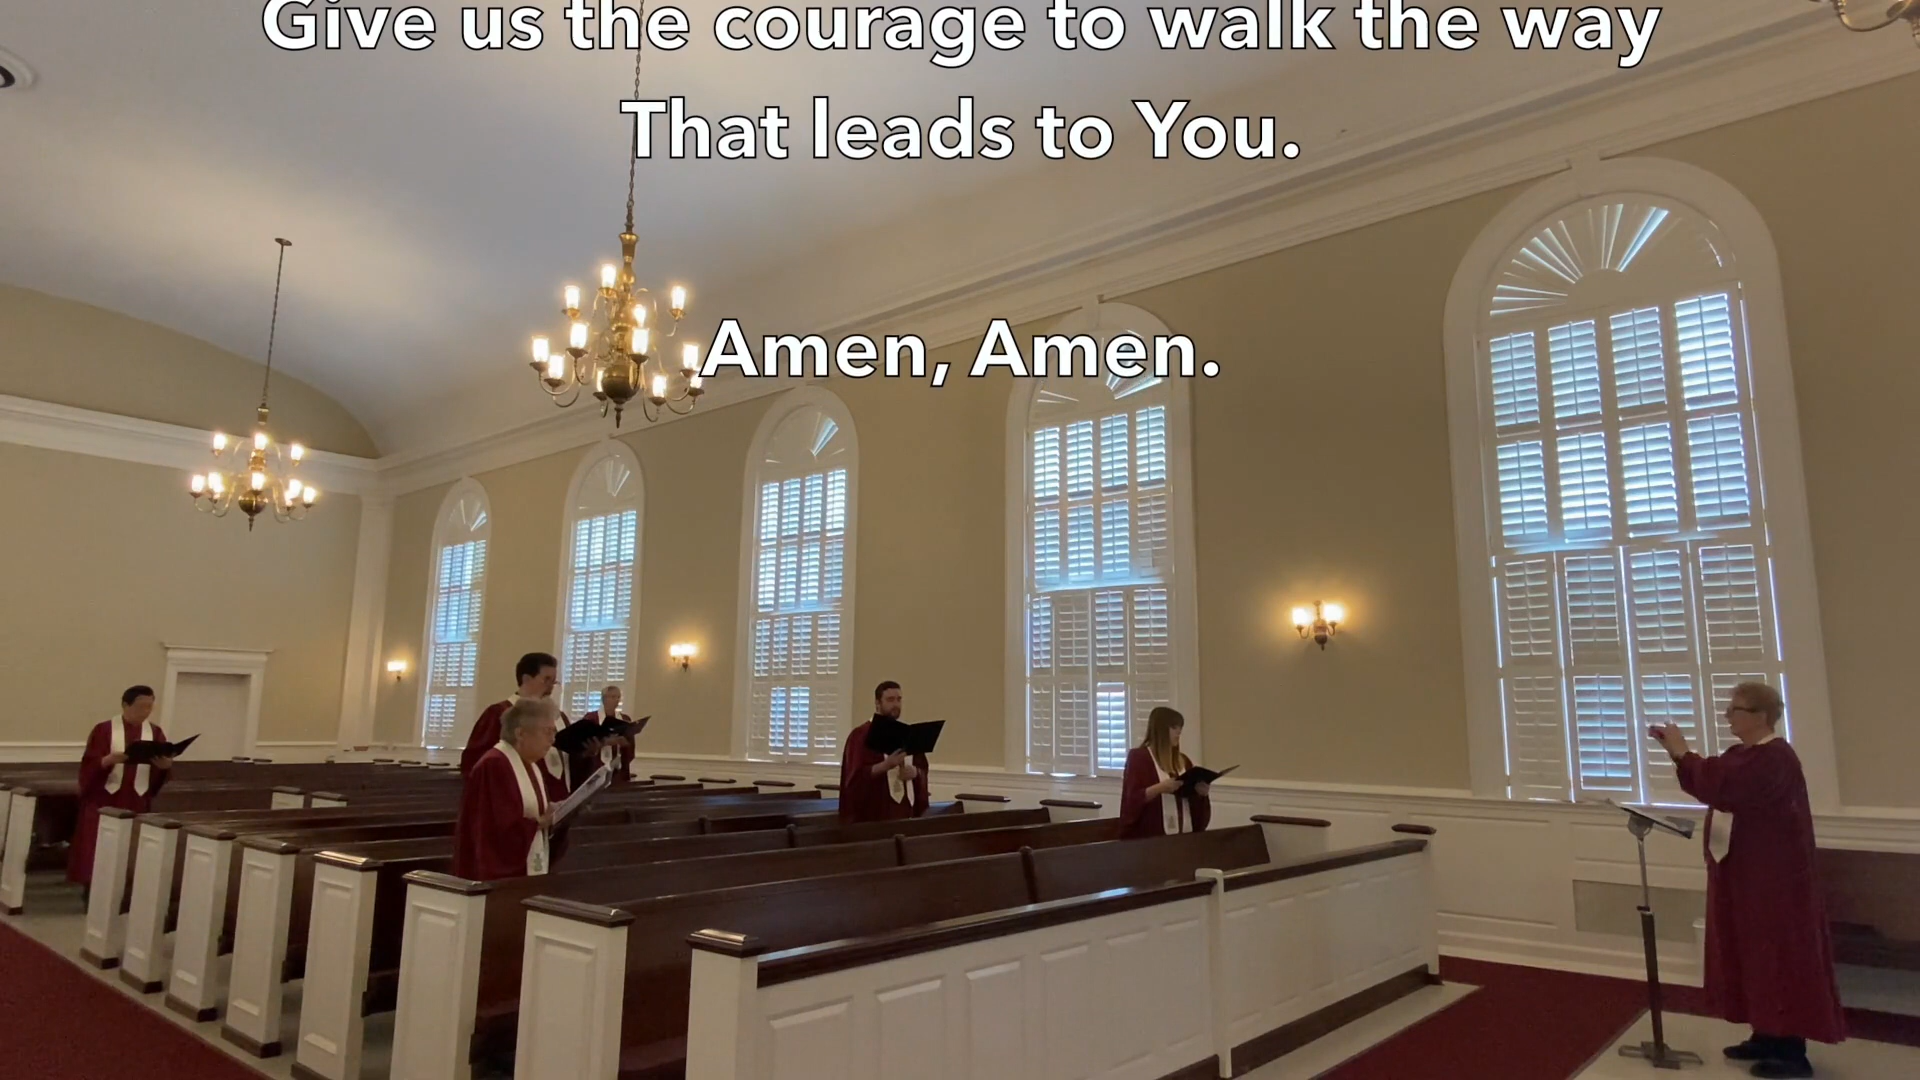 Give us the courage to walk the way
That leads to You.
Amen, Amen.